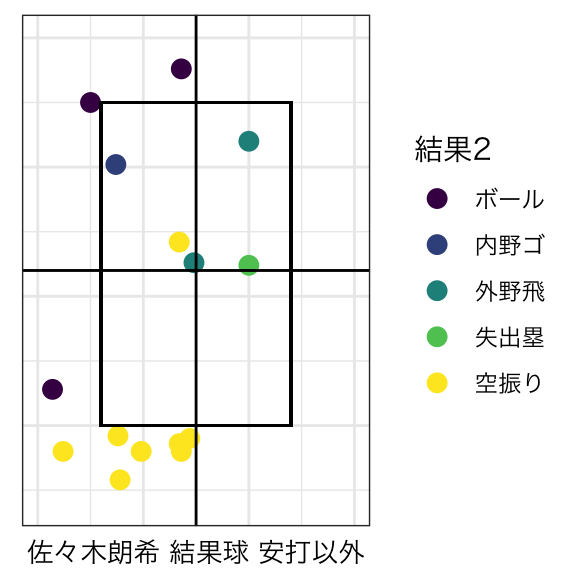 結果2
ボール
内野ゴ
外野飛
失出塁
空振り
佐々木朗希 結果球 安打以外